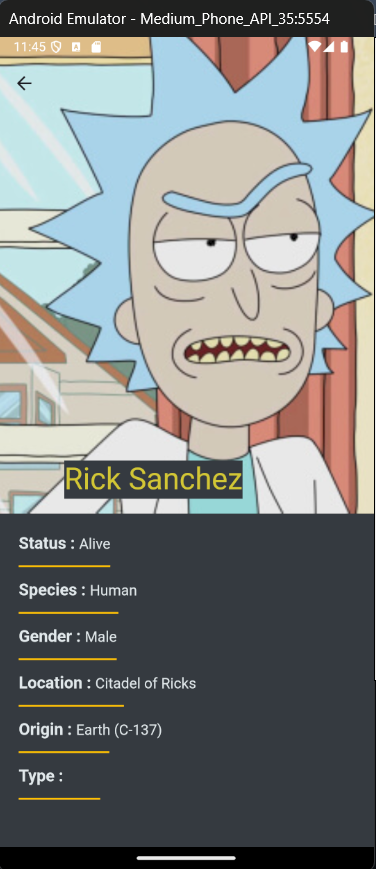 Android Emulator - Medium_Phone_API_35:5554
11:45
Rick Sanchez
Status : Alive
Species : Human
Gender : Male
Location : Citadel of Ricks
Origin : Earth (C-137)
Type :